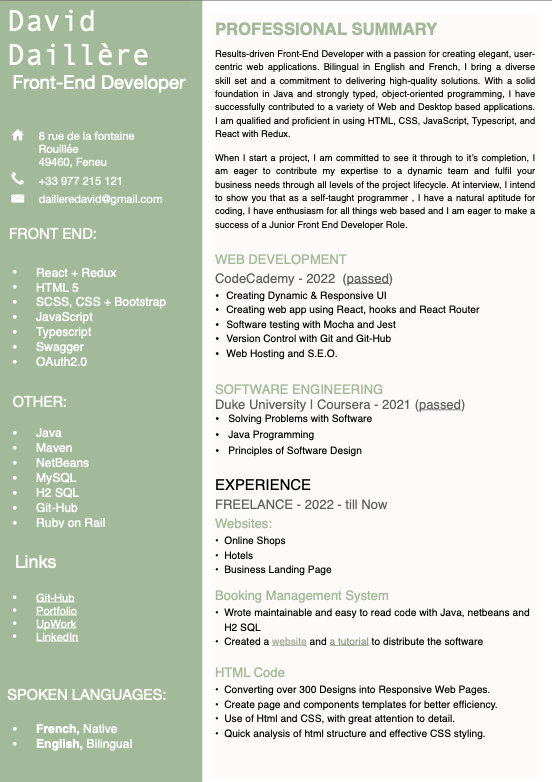 David
Daillère
Front-End Developer
8 rue de la fontaine
Rouillée
49460, Feneu
+33 977 215 121
dailleredavid@gmail.com
FRONT END:
• React + Redux
• HTML 5
• SCSS, CSS + Bootstrap
• JavaScript
• Typescript
• Swagger
• OAuth2.0
OTHER:
• Java
• Maven
• NetBeans
• MySQL
• H2 SQL
• Git-Hub
• Ruby on Rail
Links
• Git-Hub
• Portfolio
• UpWork
• LinkedIn
SPOKEN LANGUAGES:
• French, Native
• English, Bilingual
PROFESSIONAL SUMMARY
Results-driven Front-End Developer with a passion for creating elegant, user-
centric web applications. Bilingual in English and French, I bring a diverse
skill set and a commitment to delivering high-quality solutions. With a solid
foundation in Java and strongly typed, object-oriented programming, I have
successfully contributed to a variety of Web and Desktop based applications.
I am qualified and proficient in using HTML, CSS, JavaScript, Typescript, and
React with Redux.
When I start a project, I am committed to see it through to it's completion, I
am eager to contribute my expertise to a dynamic team and fulfil your
business needs through all levels of the project lifecycle. At interview, I intend
to show you that as a self-taught programmer , I have a natural aptitude for
coding, I have enthusiasm for all things web based and I am eager to make a
success of a Junior Front End Developer Role.
WEB DEVELOPMENT
CodeCademy - 2022 (passed)
• Creating Dynamic & Responsive UI
• Creating web app using React, hooks and React Router
• Software testing with Mocha and Jest
• Version Control with Git and Git-Hub
• Web Hosting and S.E.O.
SOFTWARE ENGINEERING
Duke University | Coursera - 2021 (passed)
• Solving Problems with Software
• Java Programming
• Principles of Software Design
EXPERIENCE
FREELANCE - 2022 - till Now
Websites:
• Online Shops
• Hotels
• Business Landing Page
Booking Management System
• Wrote maintainable and easy to read code with Java, netbeans and
H2 SQL
• Created a website and a tutorial to distribute the software
HTML Code
• Converting over 300 Designs into Responsive Web Pages.
• Create page and components templates for better efficiency.
• Use of Html and CSS, with great attention to detail.
• Quick analysis of html structure and effective CSS styling.